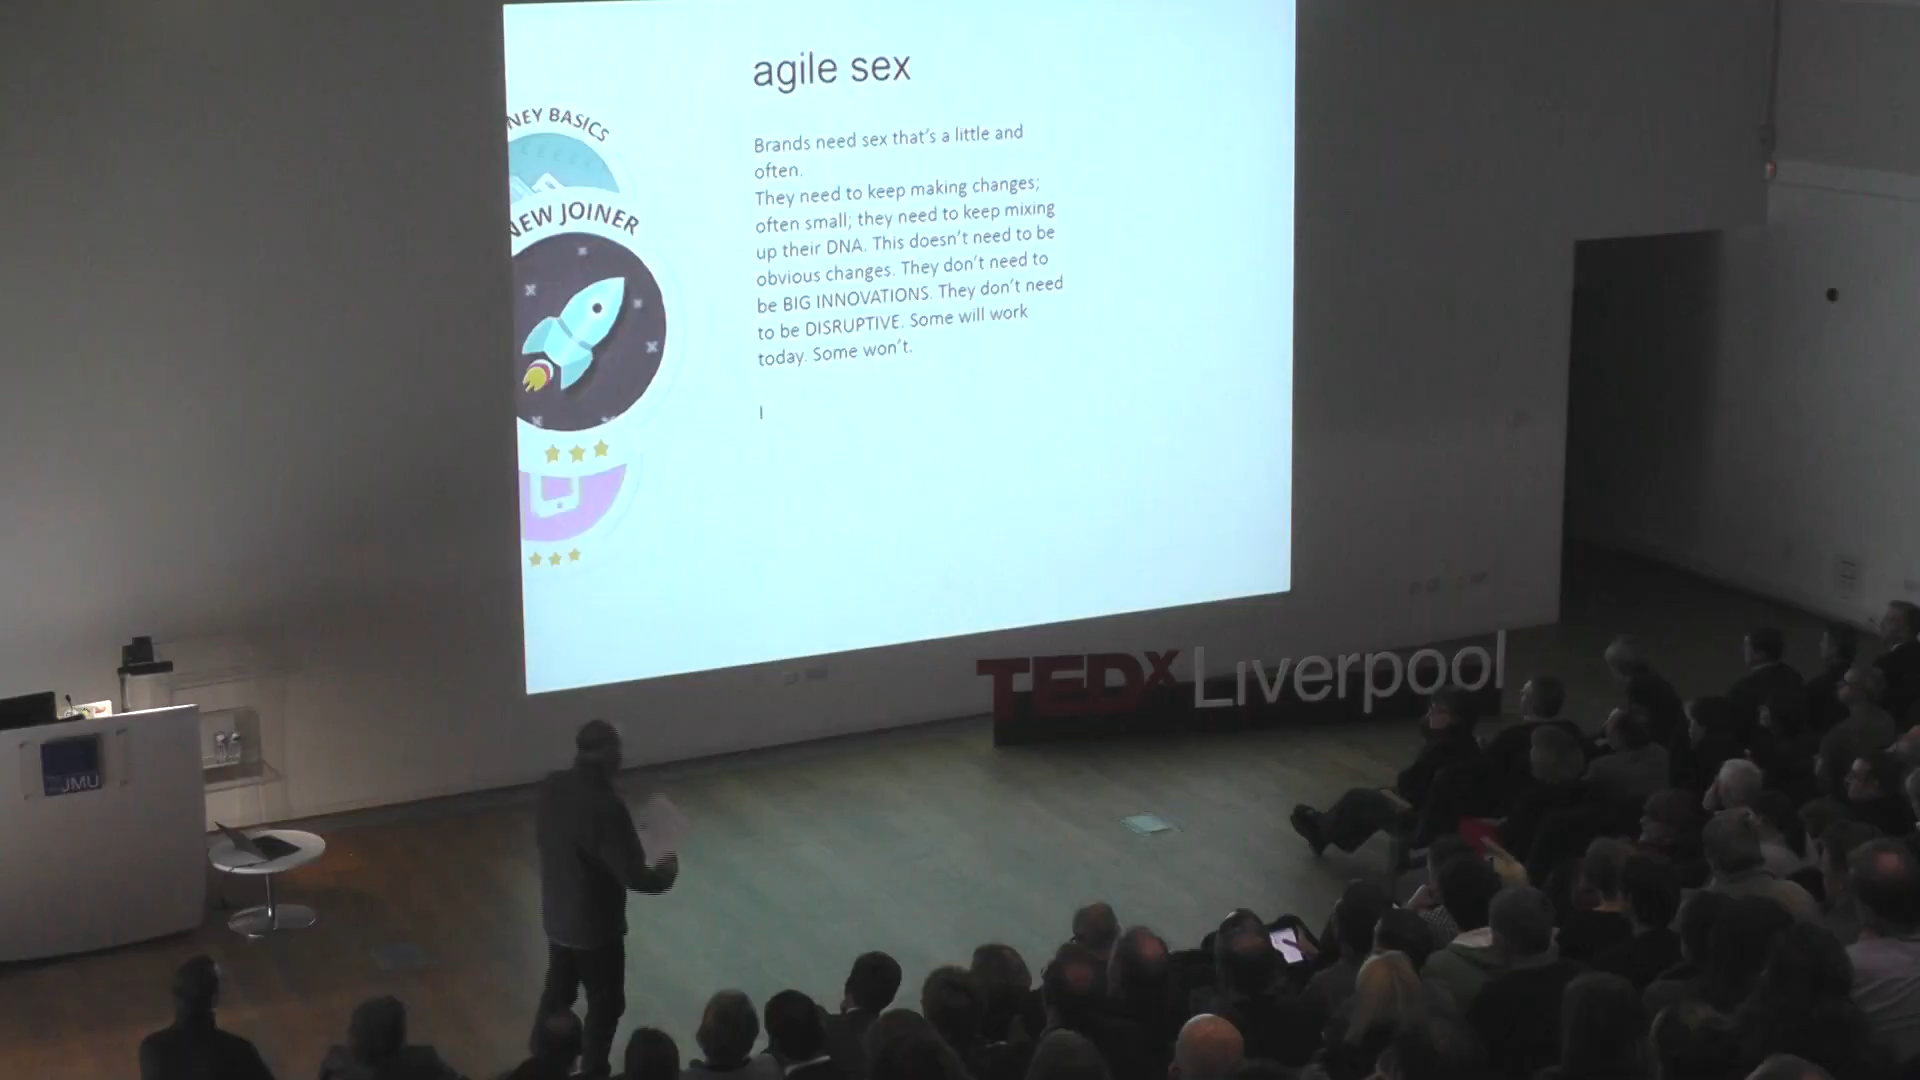 agile sex
Brands need sex that's a little and
often.
They need to keep making changes;
often small; they need to keep mixing
up their DNA. This doesn't need to be
obvious changes. They don't need to
be BIG INNOVATIONS. They don't need
to be DISRUPTIVE. Some will work
today. Some won't.
I
NEY BASICS
NEW JOINER
TEDx Liverpool
JMU